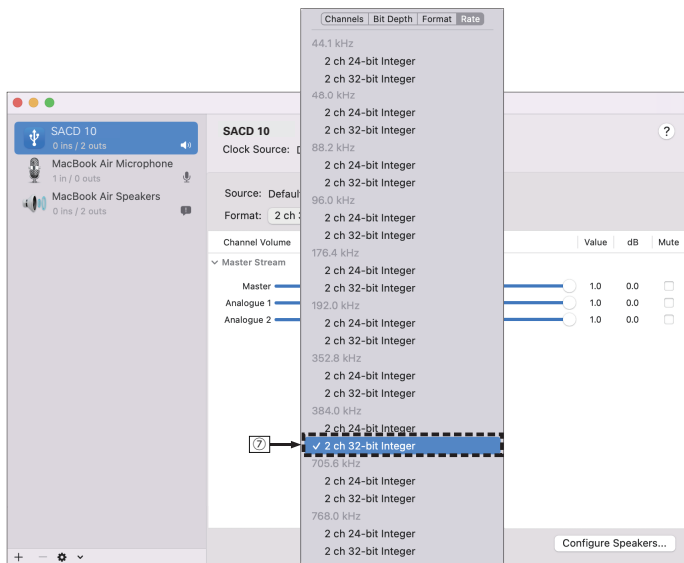 Channels Bit Depth Format Rate
44.1 kHz
2 ch 24-bit Integer
2 ch 32-bit Integer
48.0 kHz
2 ch 24-bit Integer
2 ch 32-bit Integer
88.2 kHz
2 ch 24-bit Integer
2 ch 32-bit Integer
96.0 kHz
2 ch 24-bit Integer
2 ch 32-bit Integer
176.4 kHz
2 ch 24-bit Integer
2 ch 32-bit Integer
192.0 kHz
2 ch 24-bit Integer
2 ch 32-bit Integer
352.8 kHz
2 ch 24-bit Integer
2 ch 32-bit Integer
384.0 kHz
2 ch 24-bit Integer
⑦ ✓ 2 ch 32-bit Integer
705.6 kHz
2 ch 24-bit Integer
2 ch 32-bit Integer
768.0 kHz
2 ch 24-bit Integer
2 ch 32-bit Integer
SACD 10
0 ins / 2 outs
MacBook Air Microphone
1 in / 0 outs
MacBook Air Speakers
0 ins / 2 outs
SACD 10
?
Clock Source:
Source: Defaul
Format: 2 ch
Channel Volume Value dB Mute
Master Stream
Master 1.0 0.0
Analogue 1 1.0 0.0
Analogue 2 1.0 0.0
Configure Speakers...